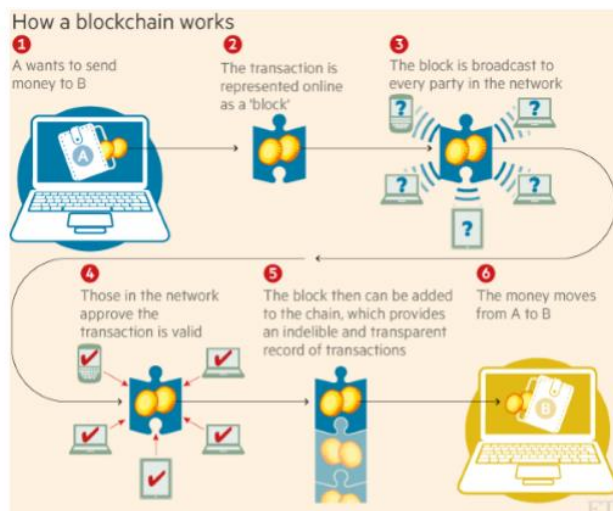 How a blockchain works
1
A wants to send
money to B
2
The transaction is
represented online
as a 'block'
3
The block is broadcast to
every party in the network
A
?
?
?
?
?
4
Those in the network
approve the
transaction is valid
5
The block then can be added
to the chain, which provides
an indelible and transparent
record of transactions
6
The money moves
from A to B
B